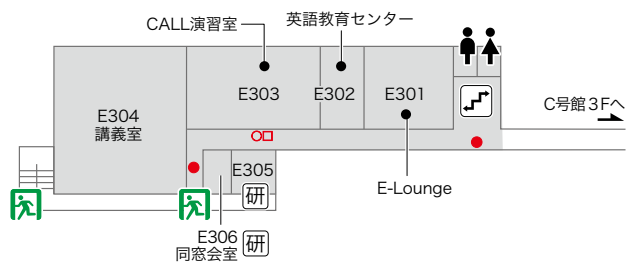 CALL演習室
英語教育センター
E303
E302
E301
E304
講義室
C号館３Fへ
E305
研
E-Lounge
E306
同窓会室
研